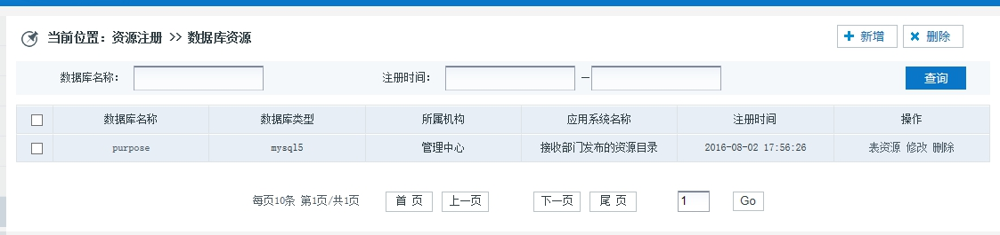 当前位置：资源注册 >> 数据库资源 新增 删除
数据库名称： 注册时间： — 查询
数据库名称 数据库类型 所属机构 应用系统名称 注册时间 操作
purpose mysql5 管理中心 接收部门发布的资源目录 2016-08-02 17:56:26 表资源 修改 删除
每页10条 第1页/共1页 首 页 上一页 下一页 尾 页 1 Go